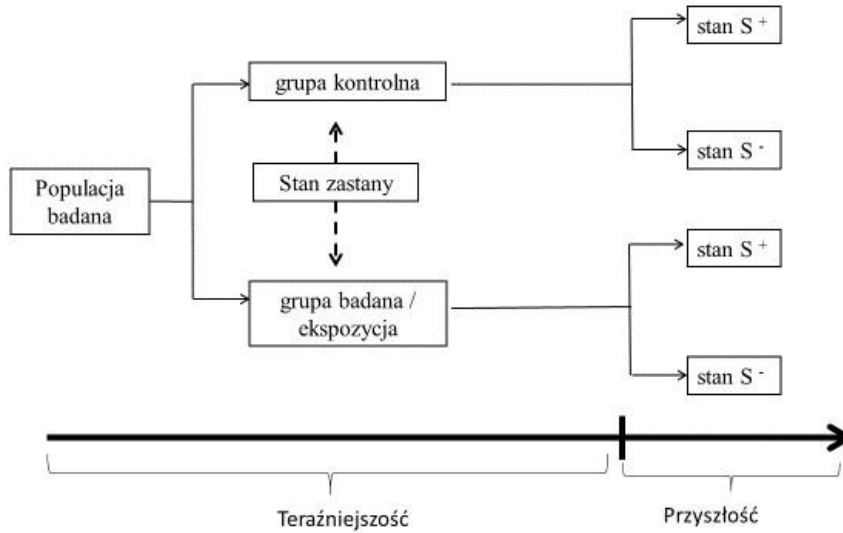 stan S +
grupa kontrolna
stan S -
Stan zastany
Populacja
badana
stan S +
grupa badana /
ekspozycja
stan S -
Teraźniejszość
Przyszłość